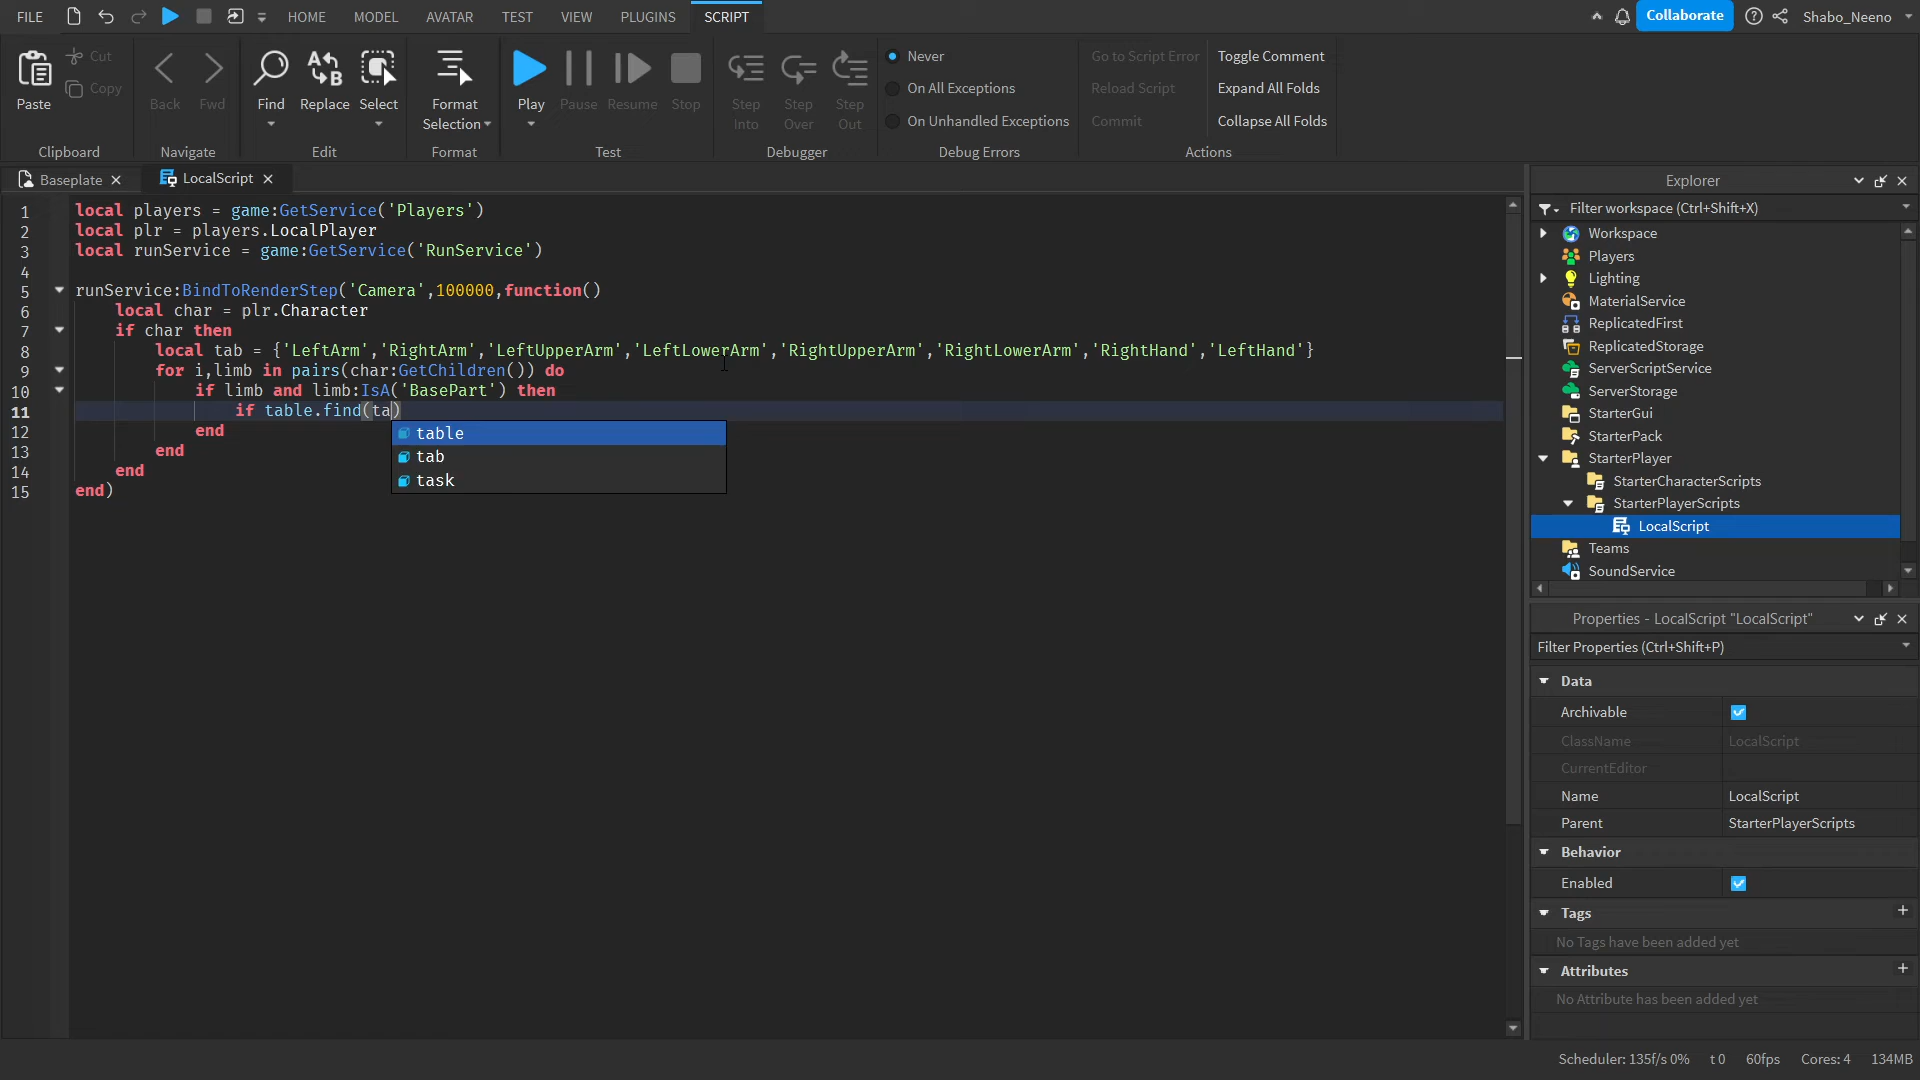 FILE HOME MODEL AVATAR TEST VIEW PLUGINS SCRIPT Collaborate Shabo_Neeno
Paste Cut Copy Back Fwd Find Replace Select Format Selection Play Pause Resume Stop Step Into Step Over Step Out
Never
On All Exceptions
On Unhandled Exceptions
Go to Script Error
Reload Script
Commit
Toggle Comment
Expand All Folds
Collapse All Folds
Clipboard Navigate Edit Format Test Debugger Debug Errors Actions
Baseplate LocalScript
1 local players = game:GetService('Players')
2 local plr = players.LocalPlayer
3 local runService = game:GetService('RunService')
4
5 runService:BindToRenderStep('Camera',100000,function()
6 local char = plr.Character
7 if char then
8 local tab = {'LeftArm','RightArm','LeftUpperArm','LeftLowerArm','RightUpperArm','RightLowerArm','RightHand','LeftHand'}
9 for i,limb in pairs(char:GetChildren()) do
10 if limb and limb:IsA('BasePart') then
11 if table.find(ta)
12 end
13 end
14 end
15 end)
table
tab
task
Explorer
Filter workspace (Ctrl+Shift+X)
Workspace
Players
Lighting
MaterialService
ReplicatedFirst
ReplicatedStorage
ServerScriptService
ServerStorage
StarterGui
StarterPack
StarterPlayer
StarterCharacterScripts
StarterPlayerScripts
LocalScript
Teams
SoundService
Properties - LocalScript "LocalScript"
Filter Properties (Ctrl+Shift+P)
Data
Archivable
ClassName LocalScript
CurrentEditor
Name LocalScript
Parent StarterPlayerScripts
Behavior
Enabled
Tags +
No Tags have been added yet
Attributes +
No Attribute has been added yet
Scheduler: 135f/s 0% t 0 60fps Cores: 4 134MB